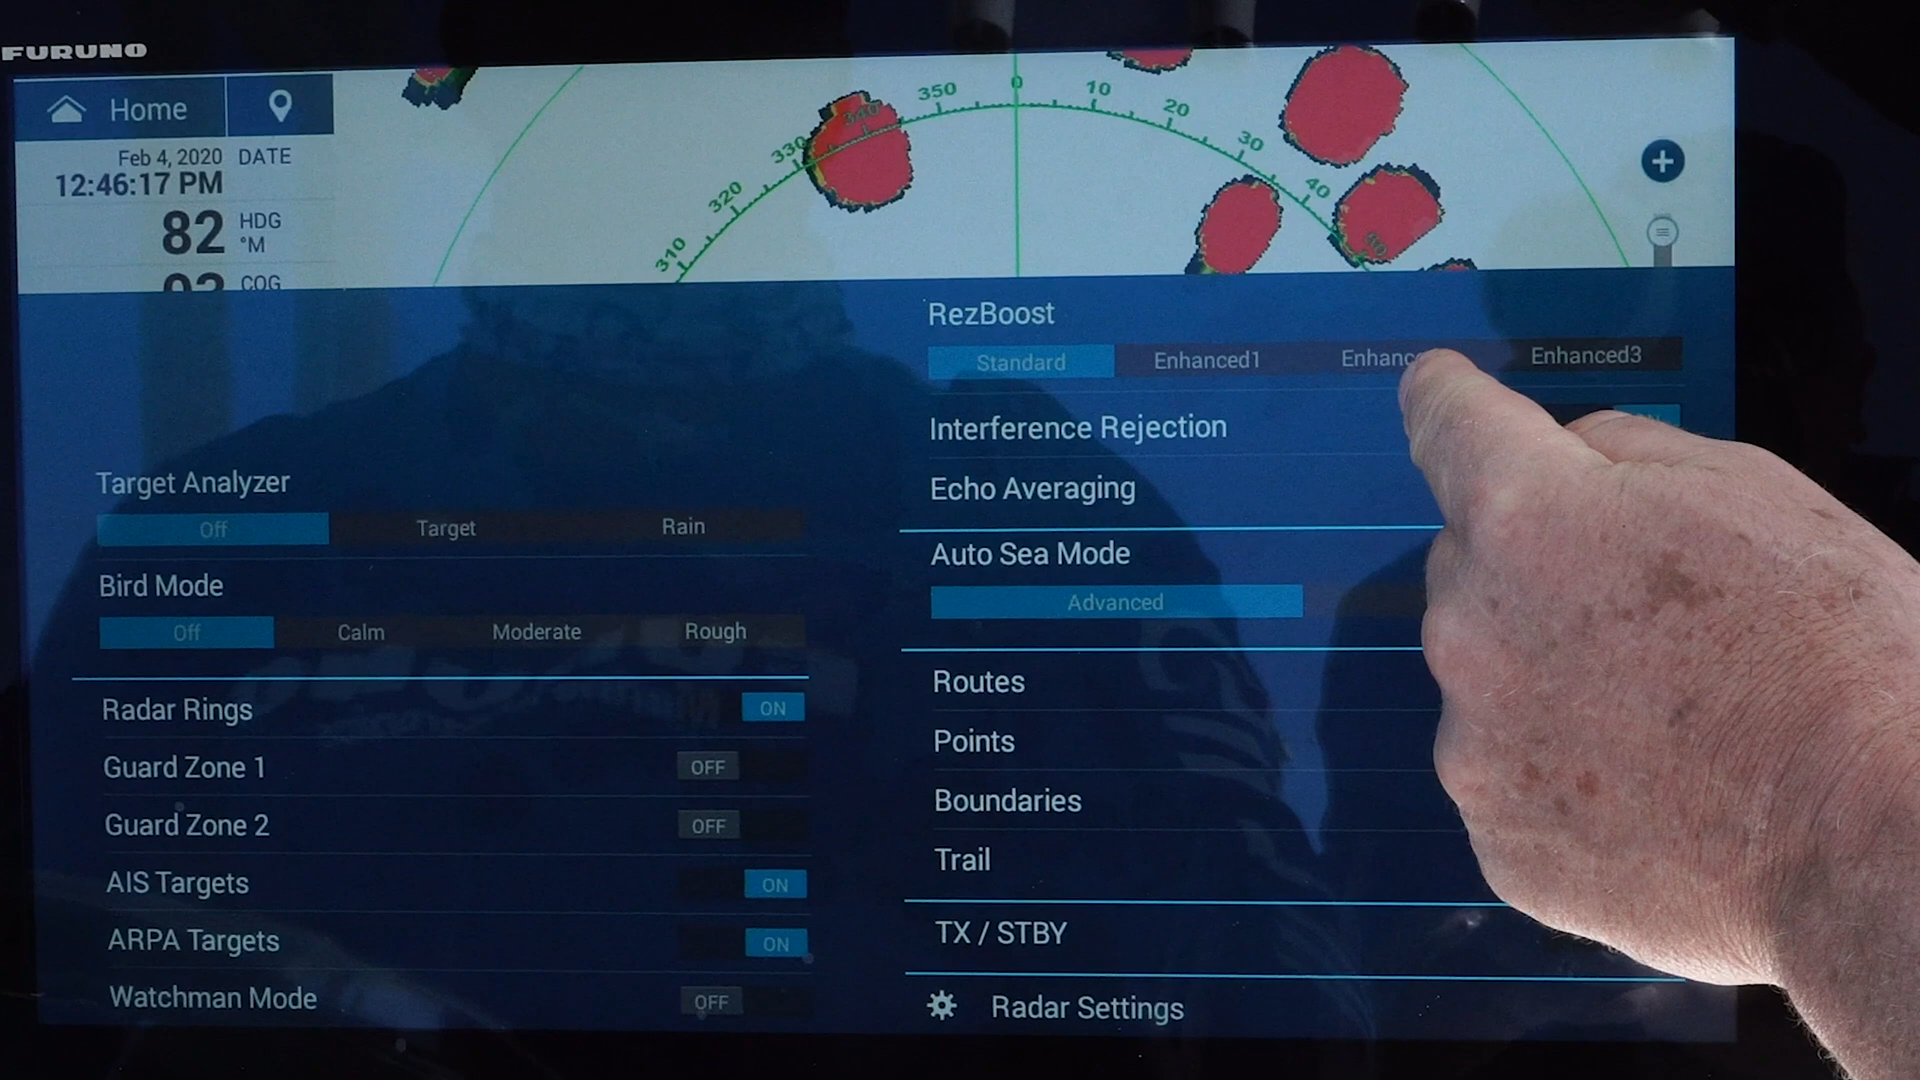 FURUNO
Home
Feb 4, 2020 DATE
12:46:17 PM
82 HDG °M
COG
310 320 330 340 350 0 10 20 30 40
RezBoost
Standard Enhanced1 Enhanc Enhanced3
Interference Rejection
Echo Averaging
Auto Sea Mode
Advanced
Routes
Points
Boundaries
Trail
TX / STBY
Radar Settings
Target Analyzer
Off Target Rain
Bird Mode
Off Calm Moderate Rough
Radar Rings ON
Guard Zone 1 OFF
Guard Zone 2 OFF
AIS Targets ON
ARPA Targets ON
Watchman Mode OFF